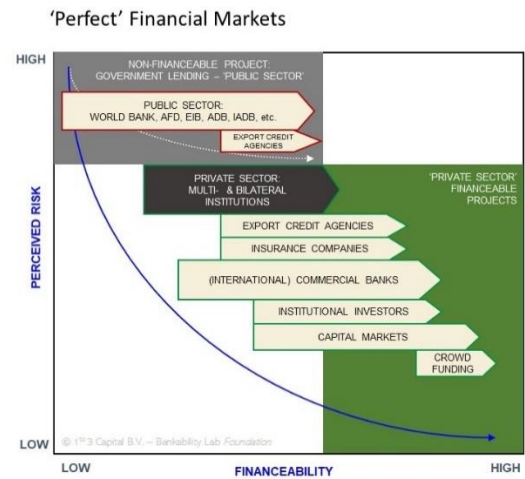 ‘Perfect’ Financial Markets
HIGH
NON-FINANCEABLE PROJECT:
GOVERNMENT LENDING – ‘PUBLIC SECTOR’
PUBLIC SECTOR:
WORLD BANK, AFD, EIB, ADB, IADB, etc.
EXPORT CREDIT
AGENCIES
PRIVATE SECTOR:
MULTI- & BILATERAL
INSTITUTIONS
‘PRIVATE SECTOR’
FINANCEABLE
PROJECTS
EXPORT CREDIT AGENCIES
INSURANCE COMPANIES
(INTERNATIONAL) COMMERCIAL BANKS
INSTITUTIONAL INVESTORS
CAPITAL MARKETS
CROWD
FUNDING
PERCEIVED RISK
© 1ST 3 Capital B.V. – Bankability Lab Foundation
LOW
LOW
FINANCEABILITY
HIGH